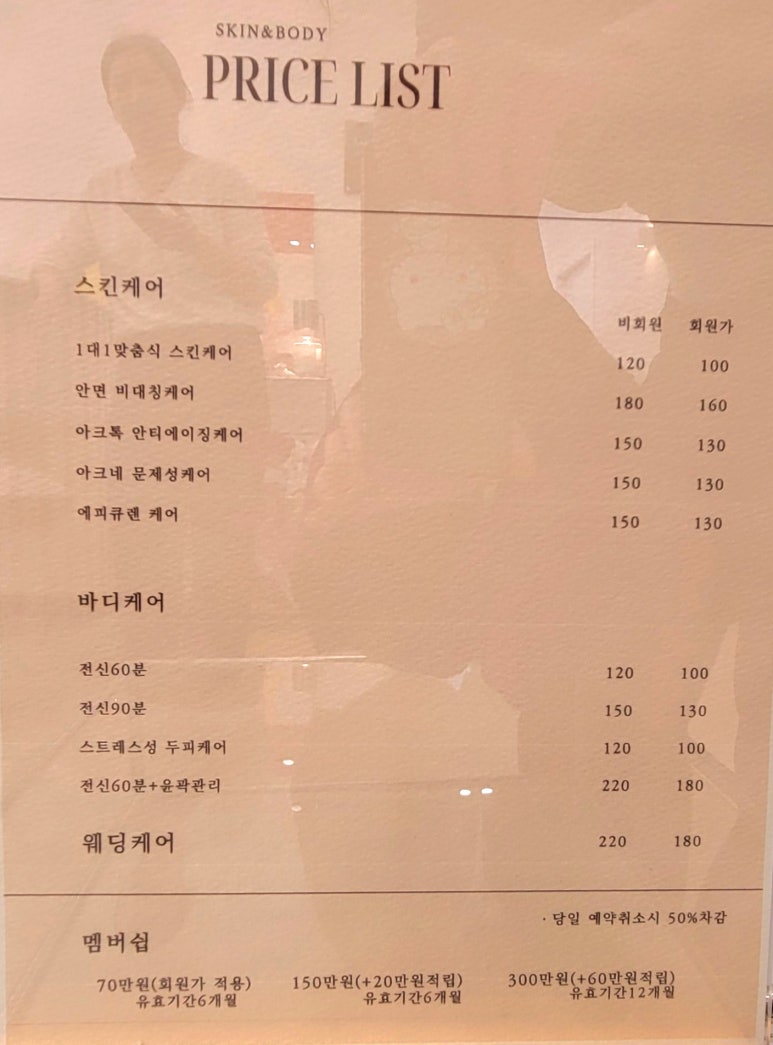 SKIN&BODY
PRICE LIST
스킨케어
비회원 회원가
1대1맞춤식 스킨케어 120 100
안면 비대칭케어 180 160
아크톡 안티에이징케어 150 130
아크네 문제성케어 150 130
에피큐렌 케어 150 130
바디케어
전신60분 120 100
전신90분 150 130
스트레스성 두피케어 120 100
전신60분+윤곽관리 220 180
웨딩케어 220 180
· 당일 예약취소시 50%차감
멤버쉽
70만원(회원가 적용) 150만원(+20만원적립) 300만원(+60만원적립)
유효기간6개월 유효기간6개월 유효기간12개월